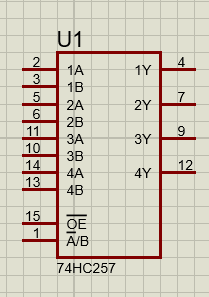 U1
2 1A 1Y 4
3 1B
5 2A 2Y 7
6 2B
11 3A 3Y 9
10 3B
14 4A 4Y 12
13 4B
15 O̅E̅
1 A̅/B
74HC257